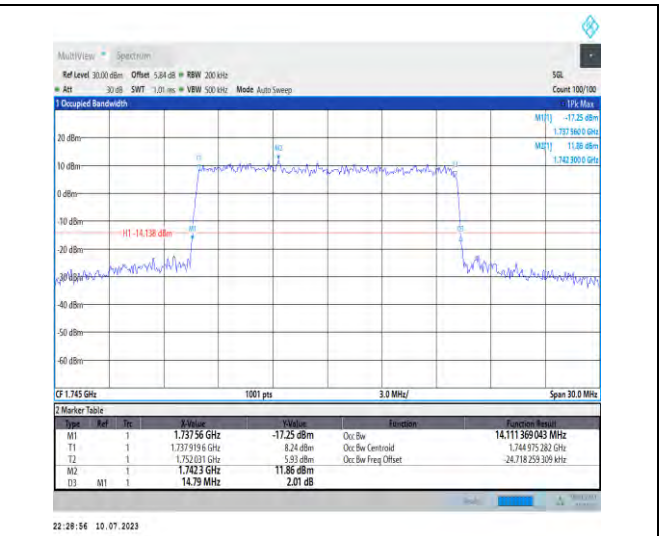 MultiView Spectrum
Ref Level 30.00 dBm Offset 5.84 dB RBW 200 kHz SGL
Att 30 dB SWT 1.01 ms VBW 500 kHz Mode Auto Sweep Count 100/100
1 Occupied Bandwidth 1Pk Max
M1[1] -17.25 dBm
1.737 560 0 GHz
20 dBm M2 M2[1] 11.86 dBm
1.742 300 0 GHz
10 dBm T1
0 dBm
-10 dBm
H1 -14.138 dBm M1 D3
-20 dBm
-30 dBm
-40 dBm
-50 dBm
-60 dBm
CF 1.745 GHz 1001 pts 3.0 MHz/ Span 30.0 MHz
2 Marker Table
Type Ref Trc X-Value Y-Value Function Function Result
M1 1 1.737 56 GHz -17.25 dBm Occ Bw 14.111 369 043 MHz
T1 1 1.737 919 6 GHz 8.24 dBm Occ Bw Centroid 1.744 975 282 GHz
T2 1 1.752 031 GHz 5.93 dBm Occ Bw Freq Offset -24.718 259 309 kHz
M2 1 1.742 3 GHz 11.86 dBm
D3 M1 1 14.79 MHz 2.01 dB
22:28:56 10.07.2023